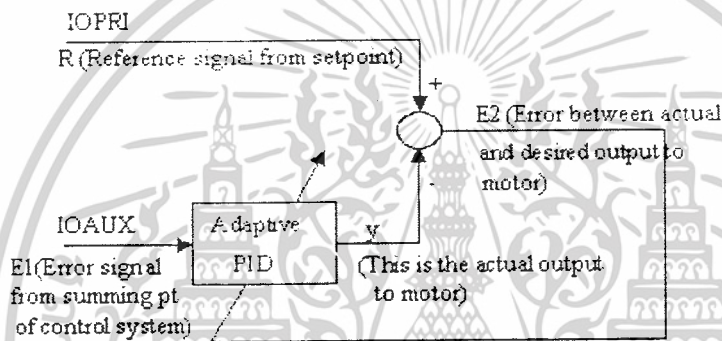 IOPRI
R (Reference signal from setpoint)
+
E2 (Error between actual
and desired output to
motor)
-
IOAUX
Adaptive
PID
y
E1(Error signal
from summing pt
of control system)
(This is the actual output
to motor)